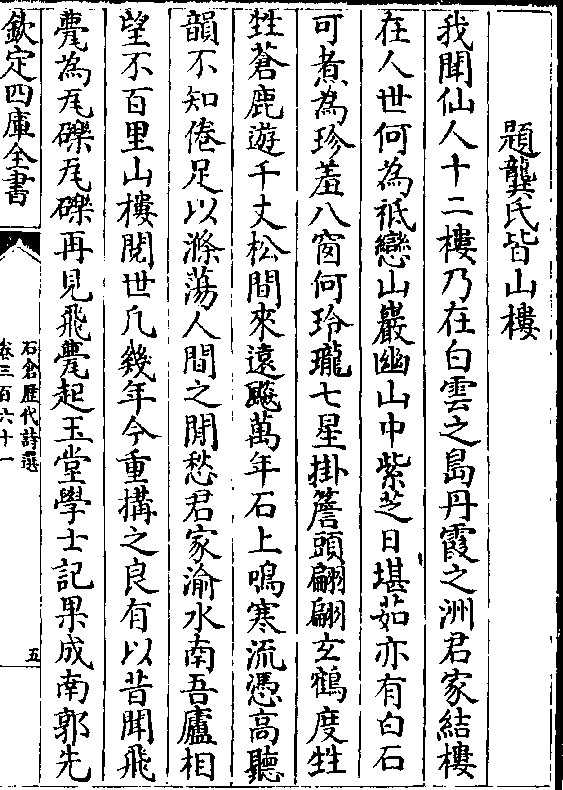 題龔氏皆山樓
我聞仙人十二樓乃在白雲之島丹霞之洲君家結樓
在人世何為祗戀山巖幽山中紫芝日堪茹亦有白石
可煮為珍羞八窗何玲瓏七星掛簷頭翩翩玄鶴度甡
甡蒼鹿遊千丈松間來遠颸萬年石上鳴寒流憑高聽
韻不知倦足以滌蕩人間之閒愁君家渝水南吾廬相
望不百里山樓閱世凡幾年今重搆之良有以昔聞飛
甍為瓦礫瓦礫再見飛甍起玉堂學士記果成南郭先
欽定四庫全書
石倉歷代詩選
卷三百六十一
五